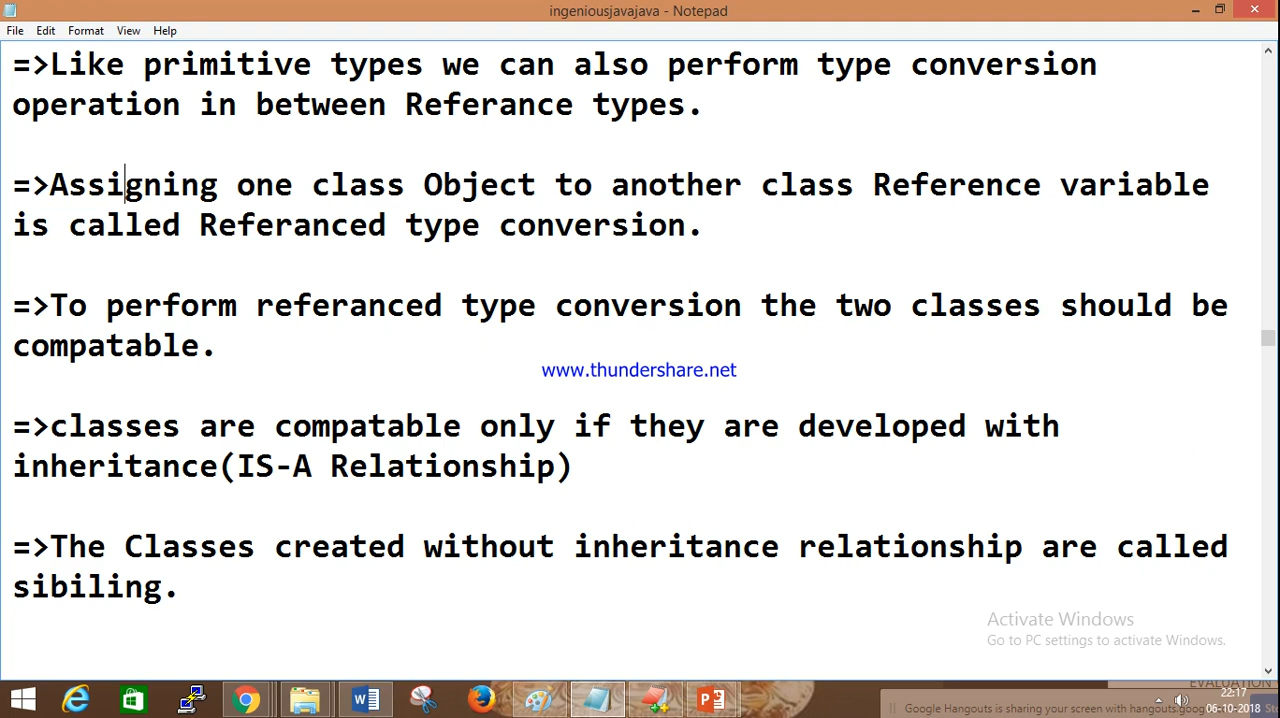 ingeniousjavajava - Notepad
File Edit Format View Help
=>Like primitive types we can also perform type conversion
operation in between Referance types.
=>Assigning one class Object to another class Reference variable
is called Referanced type conversion.
=>To perform referanced type conversion the two classes should be
compatable.
www.thundershare.net
=>classes are compatable only if they are developed with
inheritance(IS-A Relationship)
=>The Classes created without inheritance relationship are called
sibiling.
Activate Windows
Go to PC settings to activate Windows.
EVALUATION
22:17
Google Hangouts is sharing your screen with hangouts.goog
06-10-2018